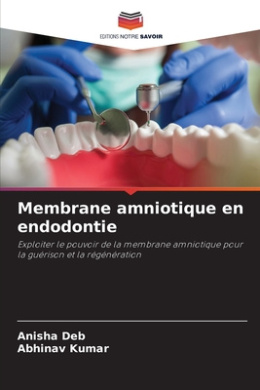 EDITIONS NOTRE SAVOIR
Membrane amniotique en
endodontie
Exploiter le pouvoir de la membrane amniotique pour
la guérison et la régénération
Anisha Deb
Abhinav Kumar